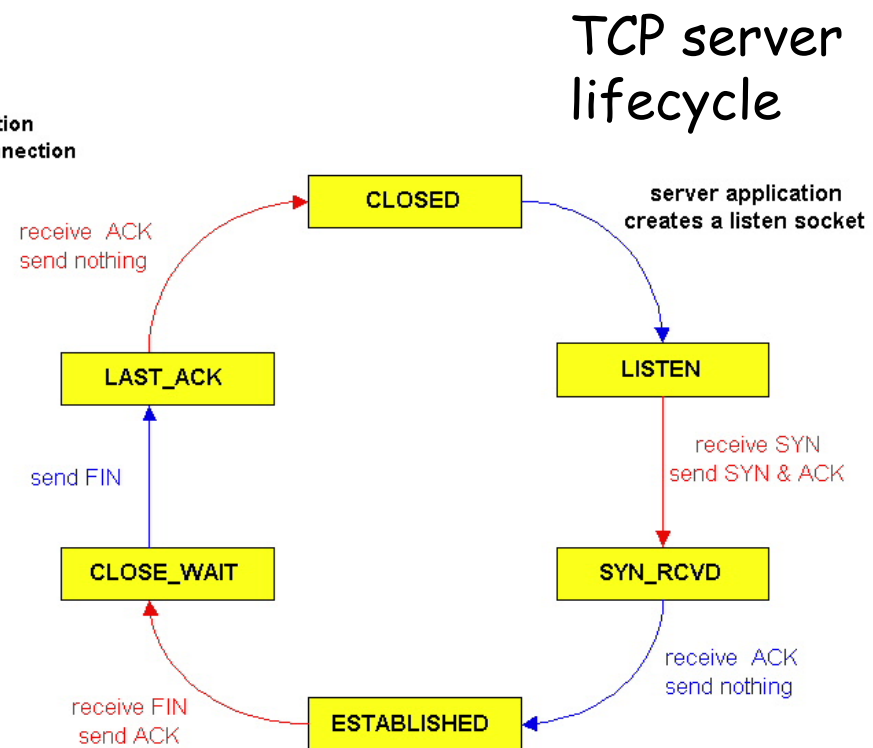 TCP server
lifecycle
tion
nection
CLOSED
server application
creates a listen socket
receive ACK
send nothing
LAST_ACK
LISTEN
receive SYN
send SYN & ACK
send FIN
CLOSE_WAIT
SYN_RCVD
receive ACK
send nothing
receive FIN
send ACK
ESTABLISHED